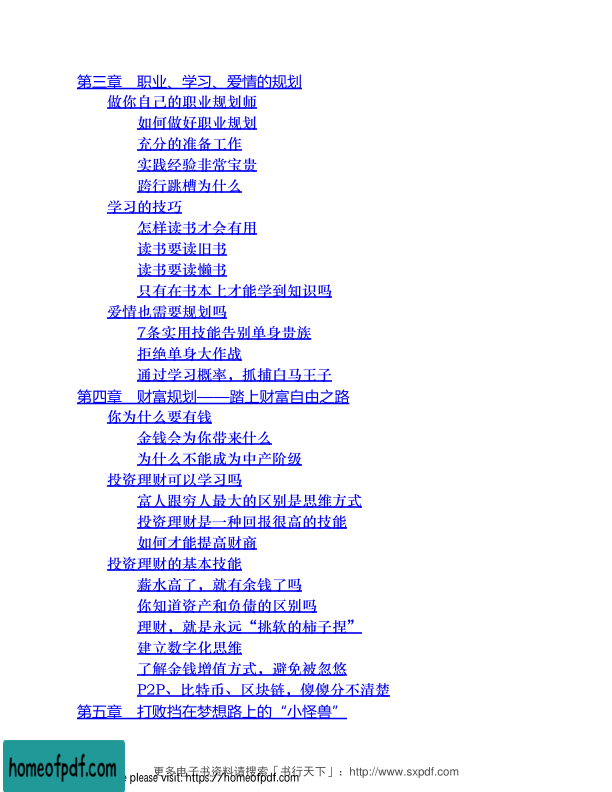 第三章　职业、学习、爱情的规划
做你自己的职业规划师
如何做好职业规划
充分的准备工作
实践经验非常宝贵
跨行跳槽为什么
学习的技巧
怎样读书才会有用
读书要读旧书
读书要读懒书
只有在书本上才能学到知识吗
爱情也需要规划吗
7条实用技能告别单身贵族
拒绝单身大作战
通过学习概率，抓捕白马王子
第四章　财富规划——踏上财富自由之路
你为什么要有钱
金钱会为你带来什么
为什么不能成为中产阶级
投资理财可以学习吗
富人跟穷人最大的区别是思维方式
投资理财是一种回报很高的技能
如何才能提高财商
投资理财的基本技能
薪水高了，就有余钱了吗
你知道资产和负债的区别吗
理财，就是永远“挑软的柿子捏”
建立数字化思维
了解金钱增值方式，避免被忽悠
P2P、比特币、区块链，傻傻分不清楚
第五章　打败挡在梦想路上的“小怪兽”
更多电子书资料请搜索「书行天下」：http://www.sxpdf.com
homeofpdf.com
please visit: https://homeofpdf.com